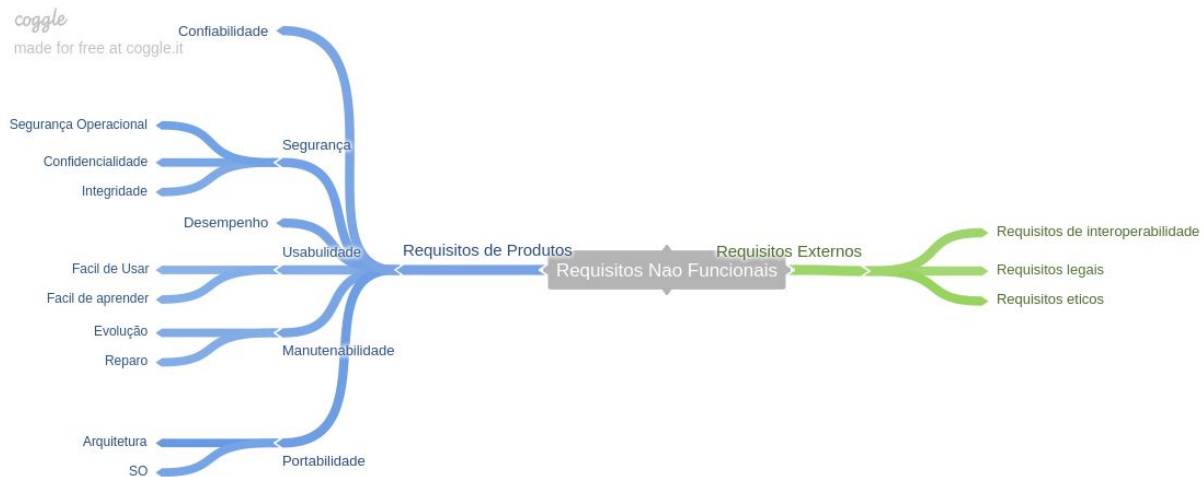 coggle
made for free at coggle.it
Confiabilidade
Segurança Operacional
Segurança
Confidencialidade
Integridade
Desempenho
Usabulidade
Facil de Usar
Facil de aprender
Evolução
Manutenabilidade
Reparo
Arquitetura
Portabilidade
SO
Requisitos de Produtos
Requisitos Nao Funcionais
Requisitos Externos
Requisitos de interoperabilidade
Requisitos legais
Requisitos eticos